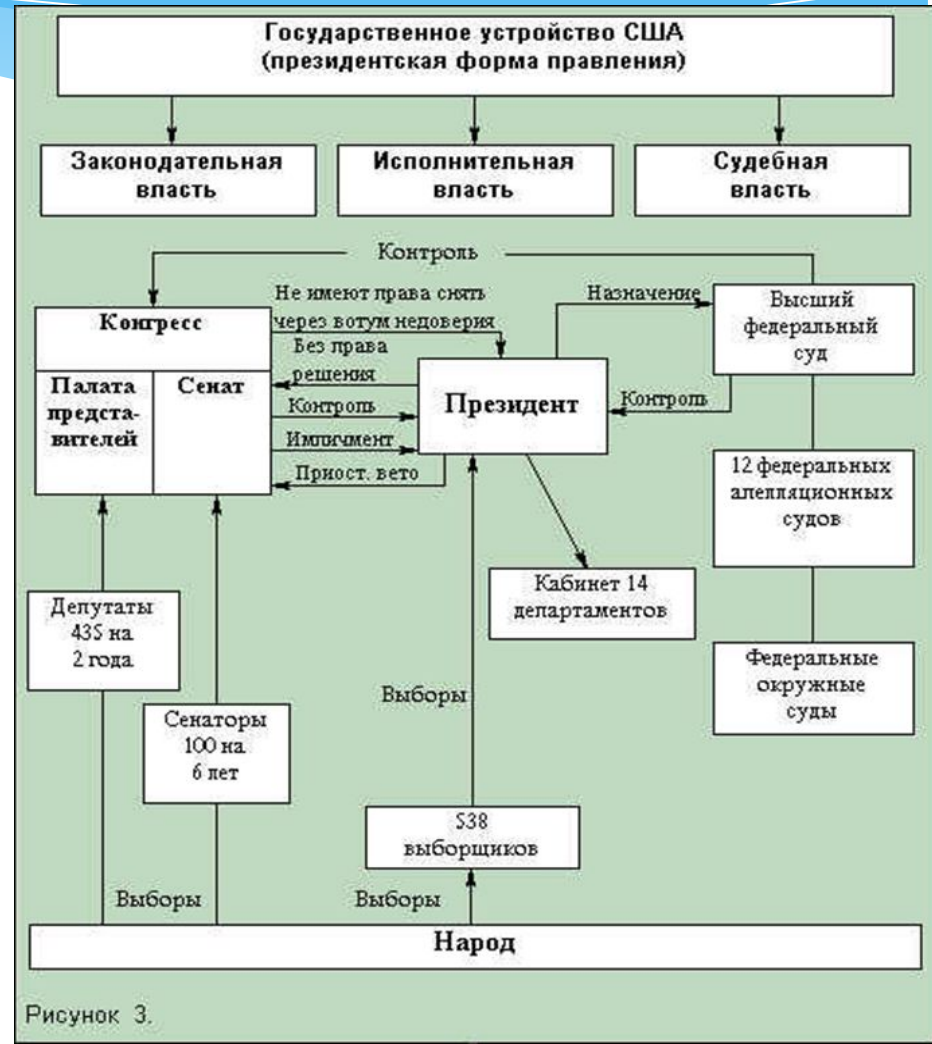 Государственное устройство США
(президентская форма правления)
Законодательная
власть
Исполнительная
власть
Судебная
власть
Контроль
Не имеют права снять
через вотум недоверия
Назначение
Высший
федеральный
суд
Конгресс
Без права
решения
Палата
предста-
вителей
Сенат
Президент
Контроль
Контроль
Импичмент
Приост. вето
12 федеральных
апелляционных
судов
Кабинет 14
департаментов
Депутаты
435 на
2 года
Федеральные
окружные
суды
Выборы
Сенаторы
100 на
6 лет
538
выборщиков
Выборы
Выборы
Народ
Рисунок 3.